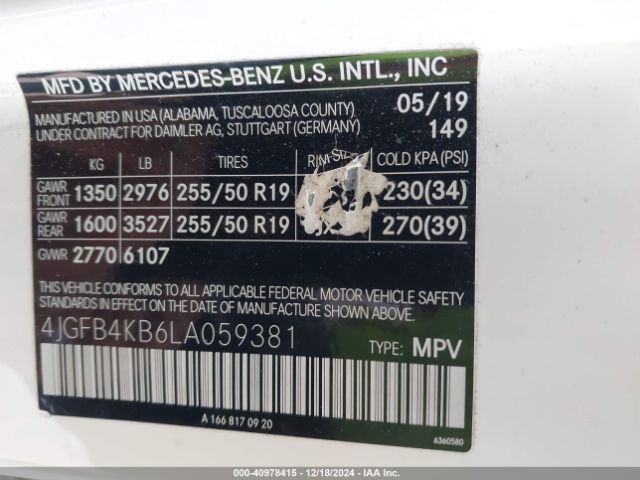 MFD BY MERCEDES-BENZ U.S. INTL., INC
MANUFACTURED IN USA (ALABAMA, TUSCALOOSA COUNTY) 05/19
UNDER CONTRACT FOR DAIMLER AG, STUTTGART (GERMANY) 149
KG LB TIRES COLD KPA (PSI)
GAWR FRONT 1350 2976 255/50 R19 230(34)
GAWR REAR 1600 3527 255/50 R19 270(39)
GVWR 2770 6107
THIS VEHICLE CONFORMS TO ALL APPLICABLE FEDERAL MOTOR VEHICLE SAFETY
STANDARDS IN EFFECT ON THE DATE OF MANUFACTURE SHOWN ABOVE.
4JGFB4KB6LA059381 TYPE: MPV
A 166 817 09 20
6360580
000-40978415 - 12/18/2024 - IAA Inc.